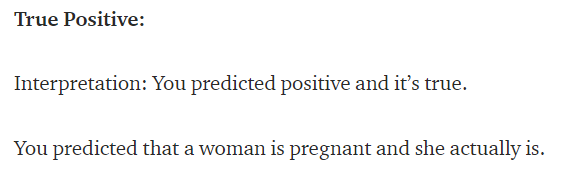 True Positive:
Interpretation: You predicted positive and it’s true.
You predicted that a woman is pregnant and she actually is.